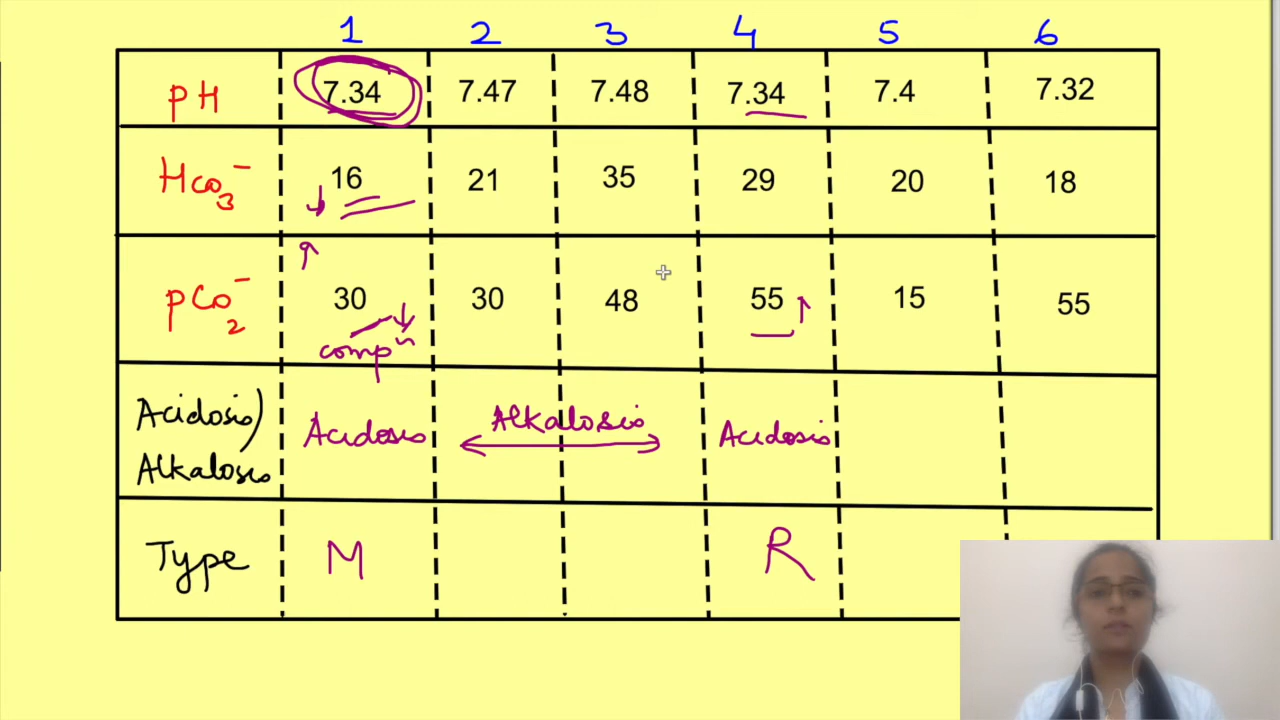 1 2 3 4 5 6
pH 7.34 7.47 7.48 7.34 7.4 7.32
HCO3⁻ ↓ 16 21 35 29 20 18
↑
pCO2⁻ 30 ↓ 30 48 55 ↑ 15 55
compⁿ
Acidosis/ Acidosis Alkalosis Acidosis
Alkalosis
Type M R